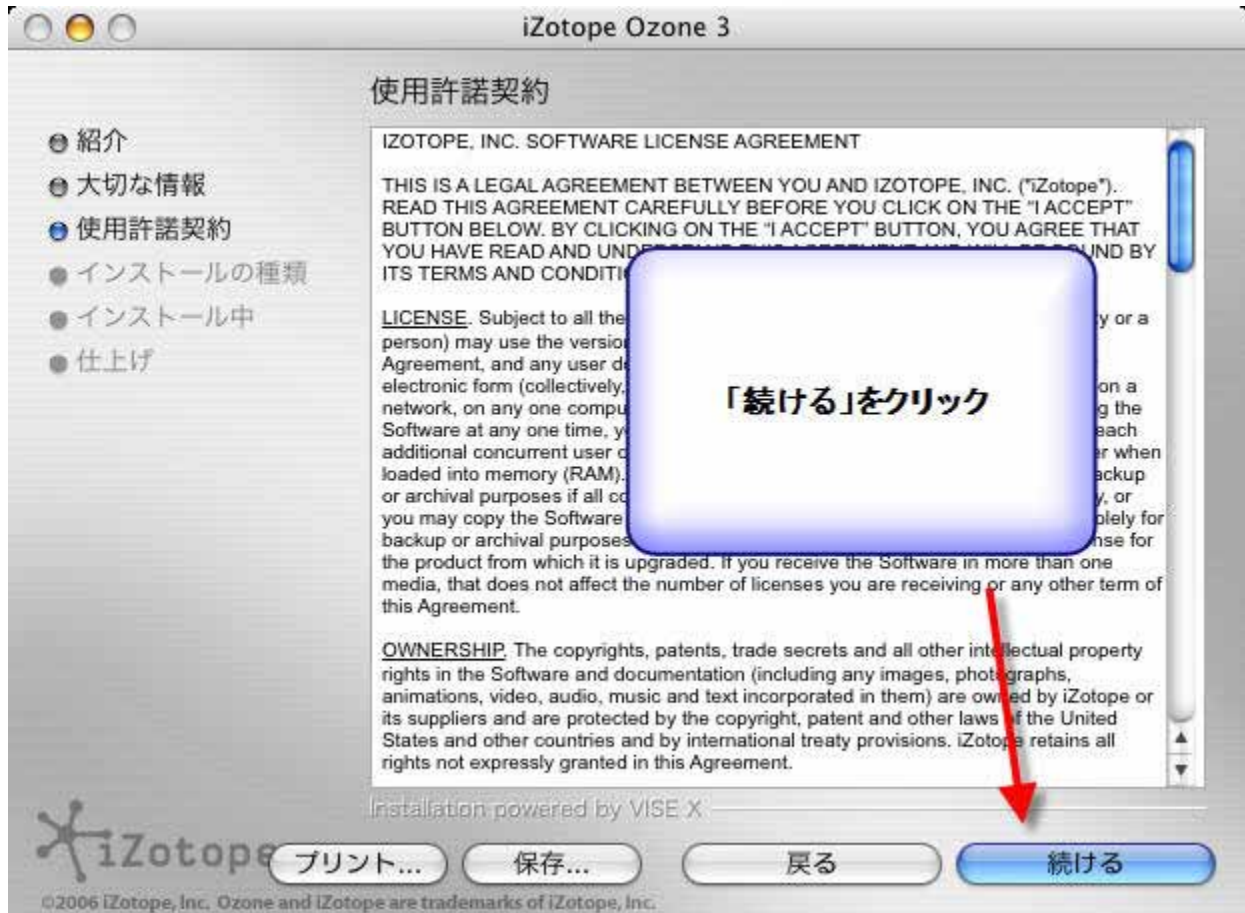 iZotope Ozone 3
使用許諾契約
紹介
大切な情報
使用許諾契約
インストールの種類
インストール中
仕上げ
IZOTOPE, INC. SOFTWARE LICENSE AGREEMENT
THIS IS A LEGAL AGREEMENT BETWEEN YOU AND IZOTOPE, INC. ("iZotope").
READ THIS AGREEMENT CAREFULLY BEFORE YOU CLICK ON THE "I ACCEPT"
BUTTON BELOW. BY CLICKING ON THE "I ACCEPT" BUTTON, YOU AGREE THAT
YOU HAVE READ AND BY
ITS TERMS AND
LICENSE. Subject to all the or a
person) may use the
Agreement, and any user
electronic form (collectively, on a
network, on any one the
Software at any one time, each
additional concurrent user when
loaded into memory (RAM).
or archival purposes if all or
you may copy the Software for
backup or archival purposes for
the product from which it is upgraded. If you receive the Software in more than one
media, that does not affect the number of licenses you are receiving or any other term of
this Agreement.
OWNERSHIP. The copyrights, patents, trade secrets and all other intellectual property
rights in the Software and documentation (including any images, photographs,
animations, video, audio, music and text incorporated in them) are owned by iZotope or
its suppliers and are protected by the copyright, patent and other laws of the United
States and other countries and by international treaty provisions. iZotope retains all
rights not expressly granted in this Agreement.
「続ける」をクリック
Installation powered by VISE X
iZotope
プリント...
保存...
戻る
続ける
©2006 iZotope, Inc. Ozone and iZotope are trademarks of iZotope, Inc.